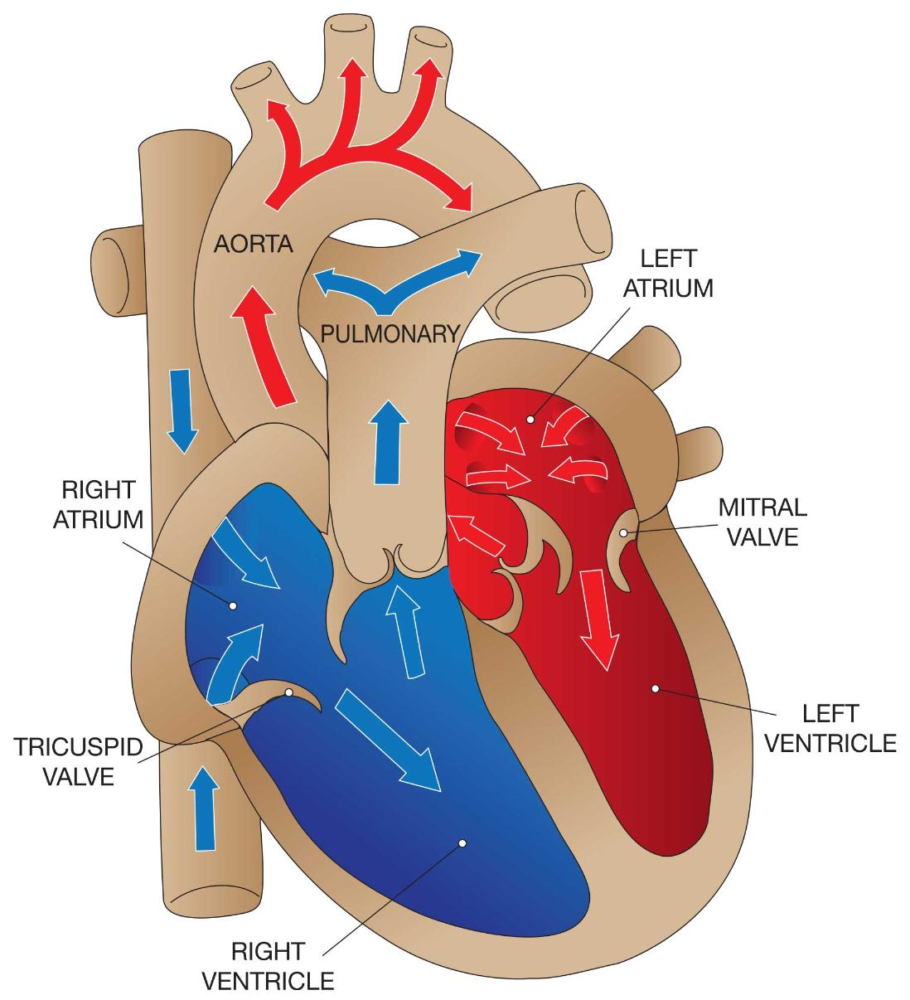 AORTA
PULMONARY
LEFT
ATRIUM
RIGHT
ATRIUM
MITRAL
VALVE
LEFT
VENTRICLE
TRICUSPID
VALVE
RIGHT
VENTRICLE